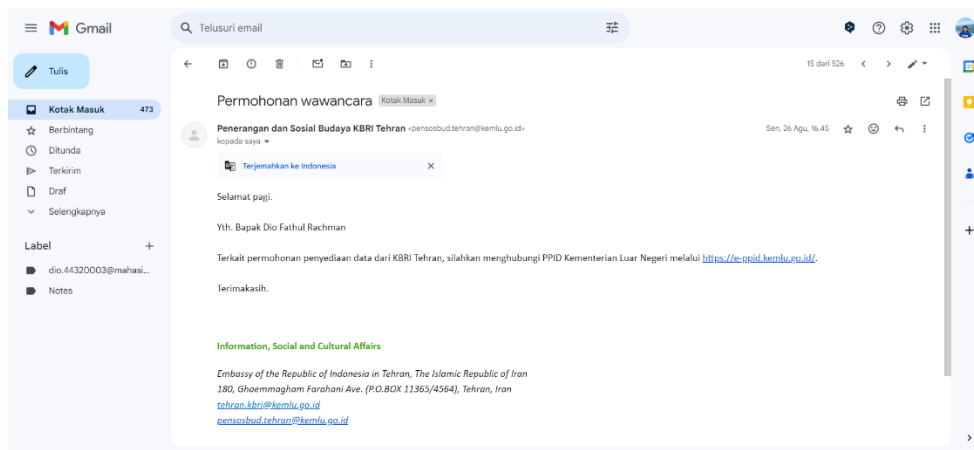 Gmail
Telusuri email
Tulis
15 dari 526
Kotak Masuk 473
Berbintang
Ditunda
Terkirim
Draf
Selengkapnya
Label
dio.44320003@mahasi...
Notes
Permohonan wawancara Kotak Masuk ×
Penerangan dan Sosial Budaya KBRI Tehran <pensosbud.tehran@kemlu.go.id>
Sen, 26 Agu, 16.45
kepada saya
Terjemahkan ke Indonesia
Selamat pagi.
Yth. Bapak Dio Fathul Rachman
Terkait permohonan penyediaan data dari KBRI Tehran, silahkan menghubungi PPID Kementerian Luar Negeri melalui https://e-ppid.kemlu.go.id/.
Terimakasih.
Information, Social and Cultural Affairs
Embassy of the Republic of Indonesia in Tehran, The Islamic Republic of Iran
180, Ghaemmagham Farahani Ave. (P.O.BOX 11365/4564), Tehran, Iran
tehran.kbri@kemlu.go.id
pensosbud.tehran@kemlu.go.id